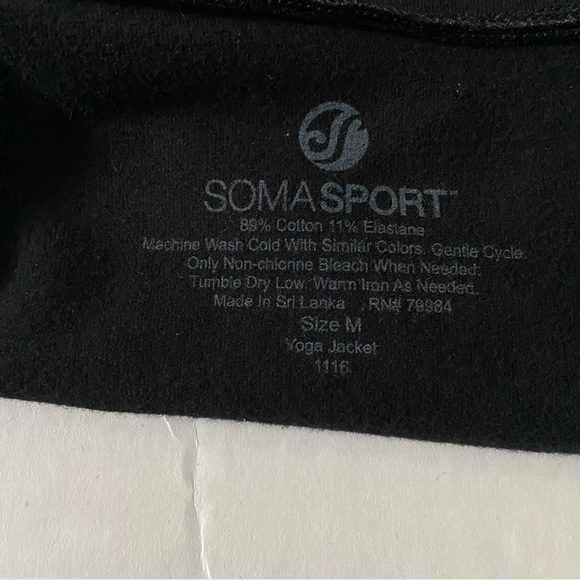 SOMASPORT™
89% Cotton 11% Elastane
Machine Wash Cold With Similar Colors. Gentle Cycle.
Only Non-chlorine Bleach When Needed.
Tumble Dry Low. Warm Iron As Needed.
Made In Sri Lanka RN# 79984
Size M
Yoga Jacket
1116